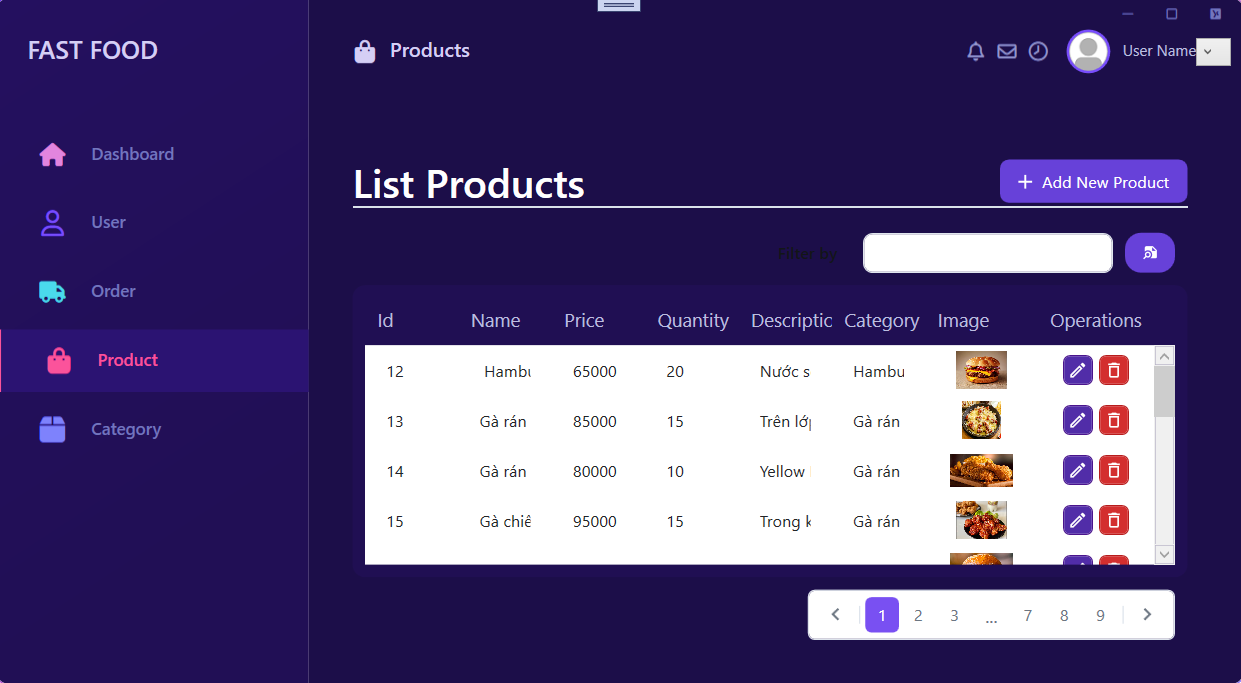 FAST FOOD
Products
User Name
Dashboard
User
Order
Product
Category
List Products
Add New Product
Filter by
Id Name Price Quantity Descriptic Category Image Operations
12 Hambu 65000 20 Nước s Hambu
13 Gà rán 85000 15 Trên lớp Gà rán
14 Gà rán 80000 10 Yellow Gà rán
15 Gà chiê 95000 15 Trong k Gà rán
1 2 3 ... 7 8 9